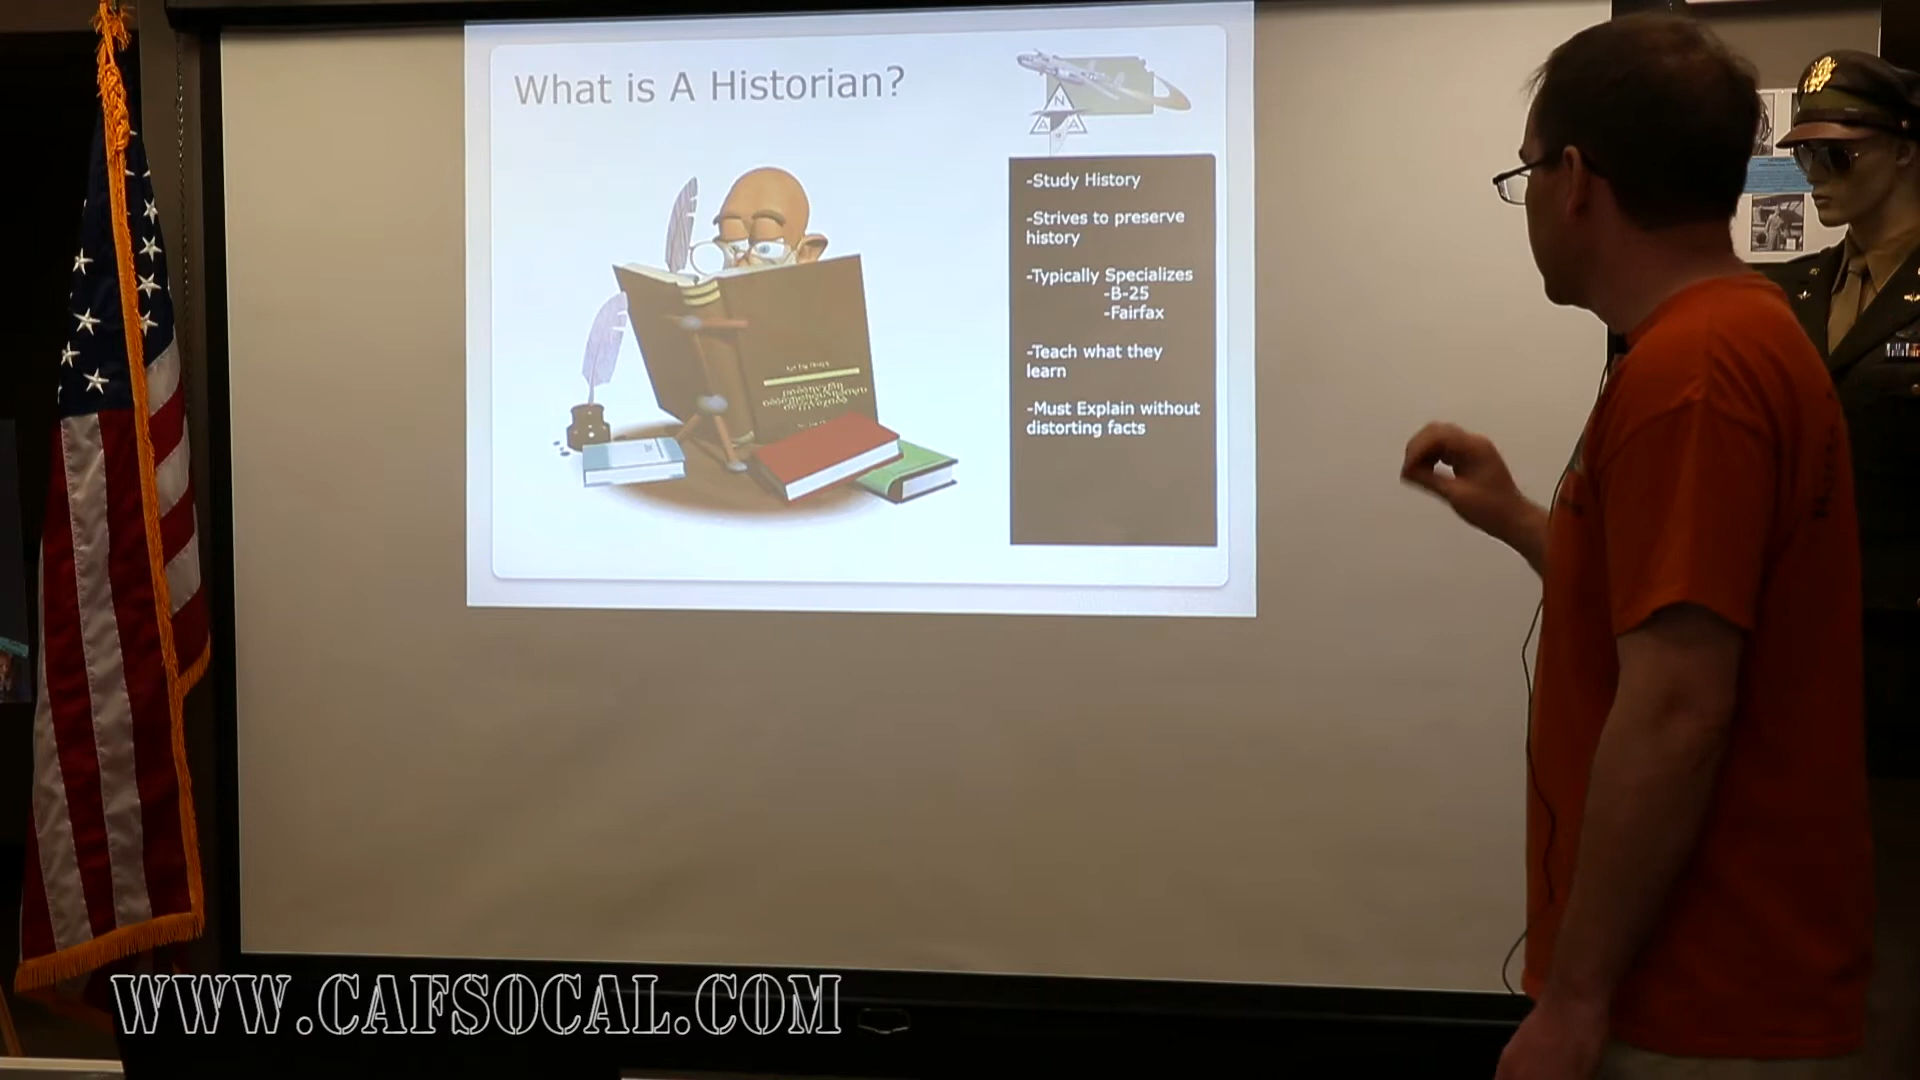 What is A Historian?
N
A A
-Study History
-Strives to preserve
history
-Typically Specializes
-B-25
-Fairfax
-Teach what they
learn
-Must Explain without
distorting facts
WWW.CAFSOCAL.COM